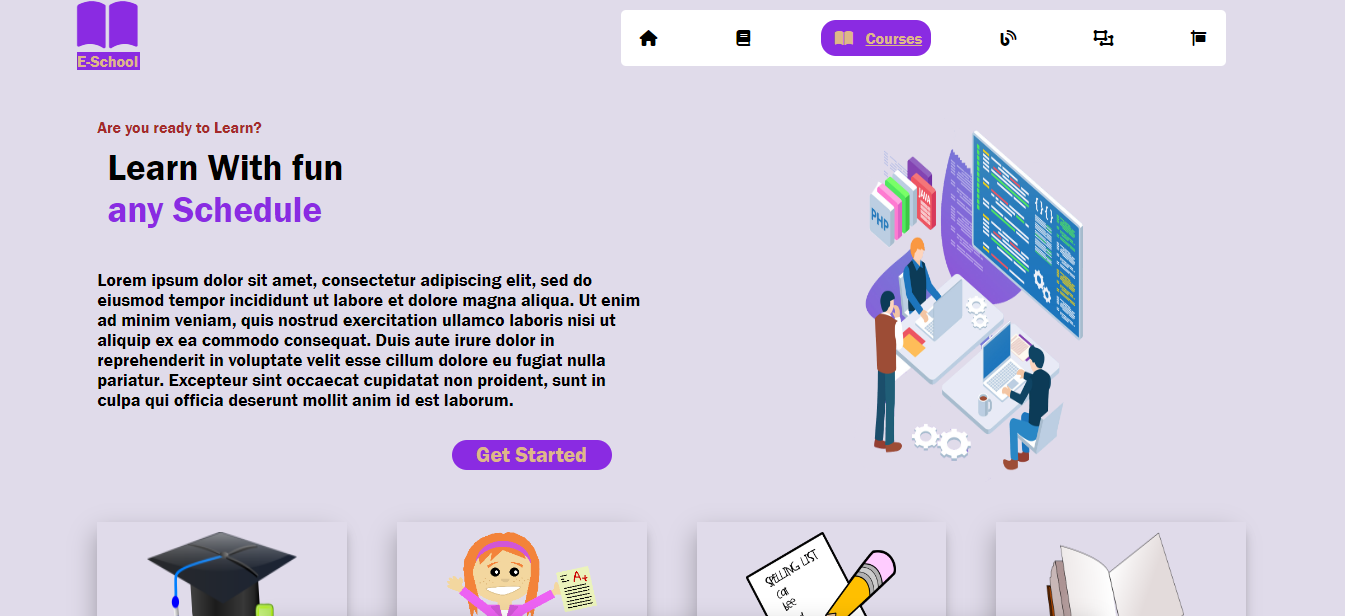 E-School
Courses
Are you ready to Learn?
Learn With fun
any Schedule
Lorem ipsum dolor sit amet, consectetur adipiscing elit, sed do
eiusmod tempor incididunt ut labore et dolore magna aliqua. Ut enim
ad minim veniam, quis nostrud exercitation ullamco laboris nisi ut
aliquip ex ea commodo consequat. Duis aute irure dolor in
reprehenderit in voluptate velit esse cillum dolore eu fugiat nulla
pariatur. Excepteur sint occaecat cupidatat non proident, sunt in
culpa qui officia deserunt mollit anim id est laborum.
Get Started
PHP
JAVA
A+
SPELLING LIST
Cat
Bee